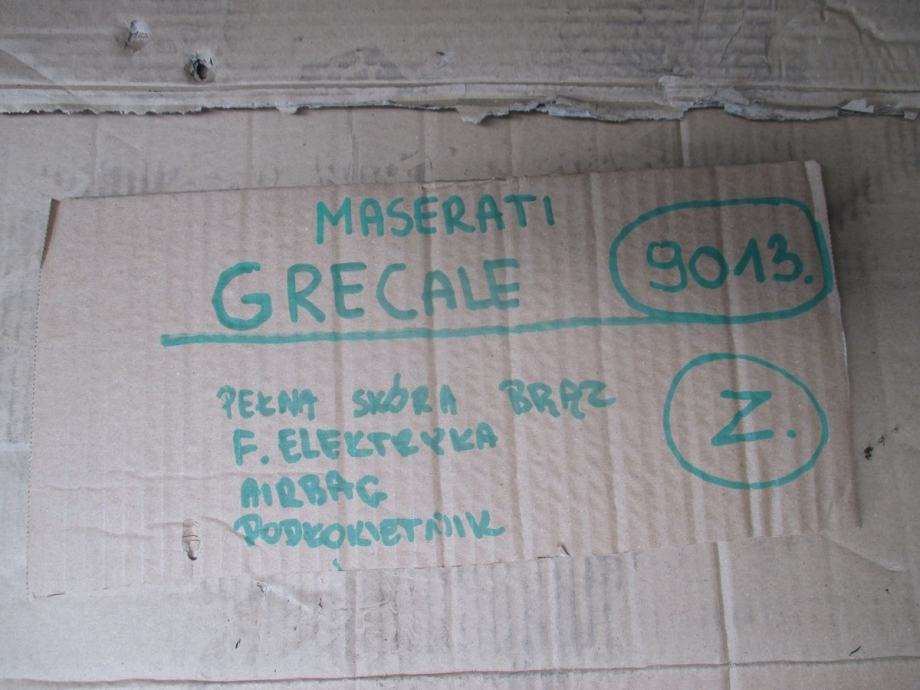 MASERATI
GRECALE
9013.
PEŁNA SKÓRA BRĄZ
Z.
F. ELEKTRYKA
AIRBAG
PODŁOKIETNIK